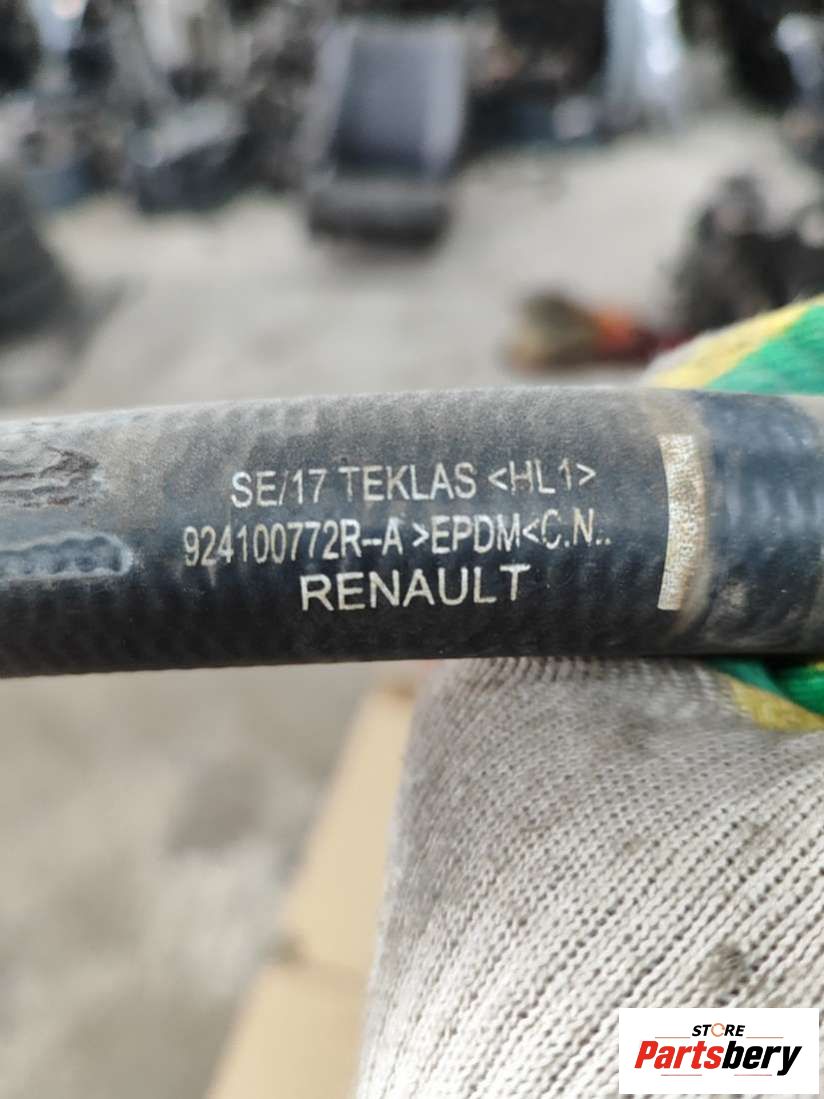 SE/17 TEKLAS <HL1>
924100772R--A >EPDM<C.N..
RENAULT
STORE
Partsbery